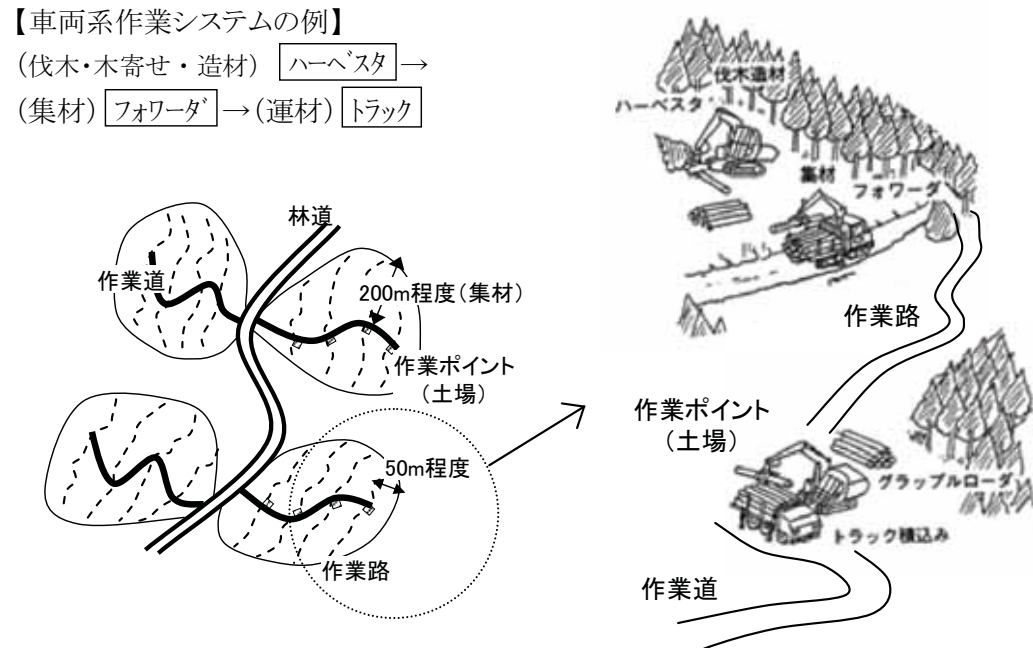 【車両系作業システムの例】
(伐木・木寄せ・造材) ハーベスタ→
(集材) フォワーダ→(運材) トラック
林道
作業道
200m程度(集材)
作業ポイント
(土場)
50m程度
作業路
伐木造材
ハーベスタ
集材
フォワーダ
作業路
作業ポイント
(土場)
グラップルローダ
トラック積込み
作業道